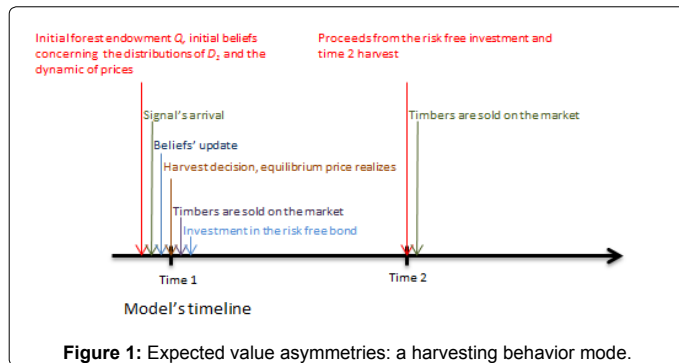 Initial forest endowment Q, initial beliefs
concerning the distributions of D2 and the
dynamic of prices
Proceeds from the risk free investment and
time 2 harvest
Signal's arrival
Timbers are sold on the market
Beliefs' update
Harvest decision, equilibrium price realizes
Timbers are sold on the market
Investment in the risk free bond
Time 1
Time 2
Model's timeline
Figure 1: Expected value asymmetries: a harvesting behavior mode.